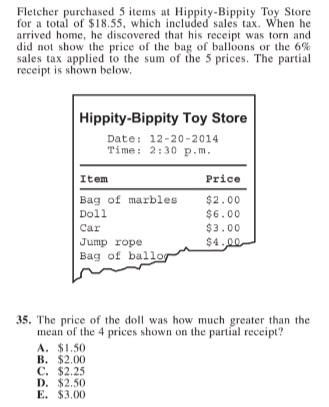 Fletcher purchased 5 items at Hippity-Bippity Toy Store
for a total of $18.55, which included sales tax. When he
arrived home, he discovered that his receipt was torn and
did not show the price of the bag of balloons or the 6%
sales tax applied to the sum of the 5 prices. The partial
receipt is shown below.
Hippity-Bippity Toy Store
Date: 12-20-2014
Time: 2:30 p.m.
Item Price
Bag of marbles $2.00
Doll $6.00
Car $3.00
Jump rope $4.00
Bag of balloo
35. The price of the doll was how much greater than the
mean of the 4 prices shown on the partial receipt?
A. $1.50
B. $2.00
C. $2.25
D. $2.50
E. $3.00